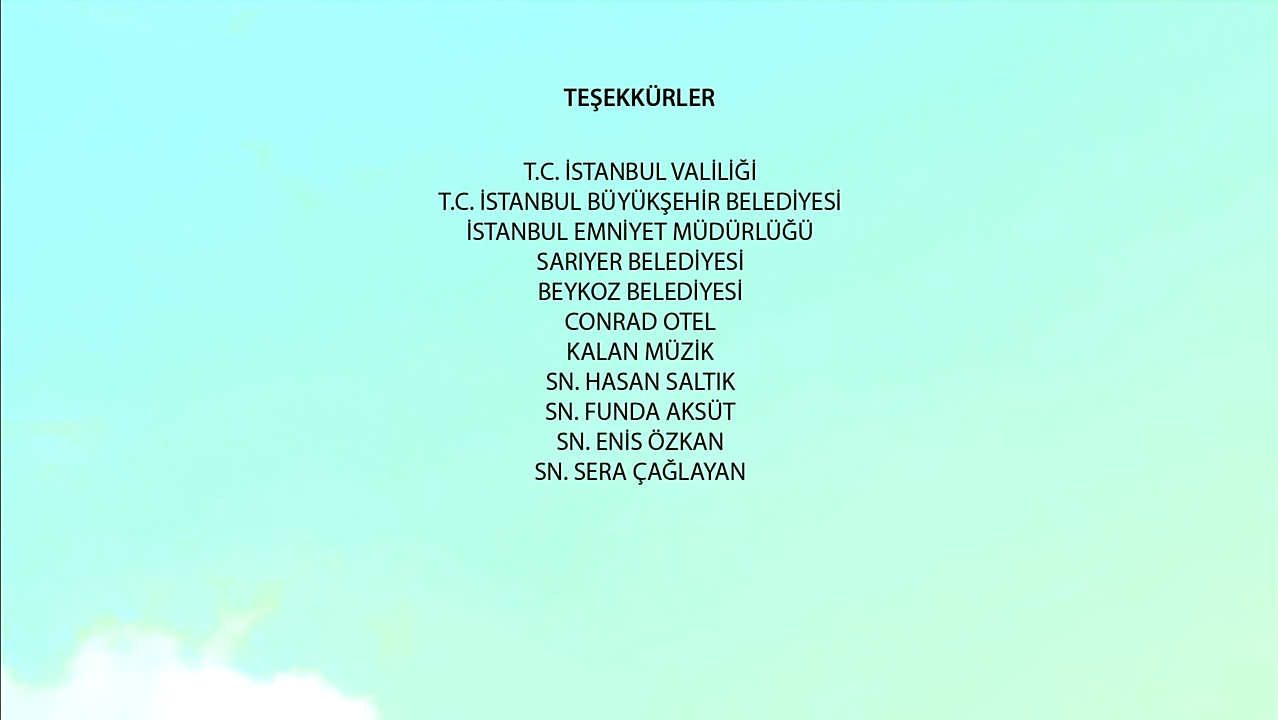 TEŞEKKÜRLER
T.C. İSTANBUL VALİLİĞİ
T.C. İSTANBUL BÜYÜKŞEHİR BELEDİYESİ
İSTANBUL EMNİYET MÜDÜRLÜĞÜ
SARIYER BELEDİYESİ
BEYKOZ BELEDİYESİ
CONRAD OTEL
KALAN MÜZİK
SN. HASAN SALTIK
SN. FUNDA AKSÜT
SN. ENİS ÖZKAN
SN. SERA ÇAĞLAYAN